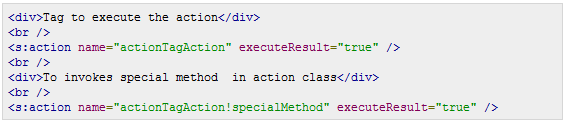 <div>Tag to execute the action</div>
<br />
<s:action name="actionTagAction" executeResult="true" />
<br />
<div>To invokes special method  in action class</div>
<br />
<s:action name="actionTagAction!specialMethod" executeResult="true" />